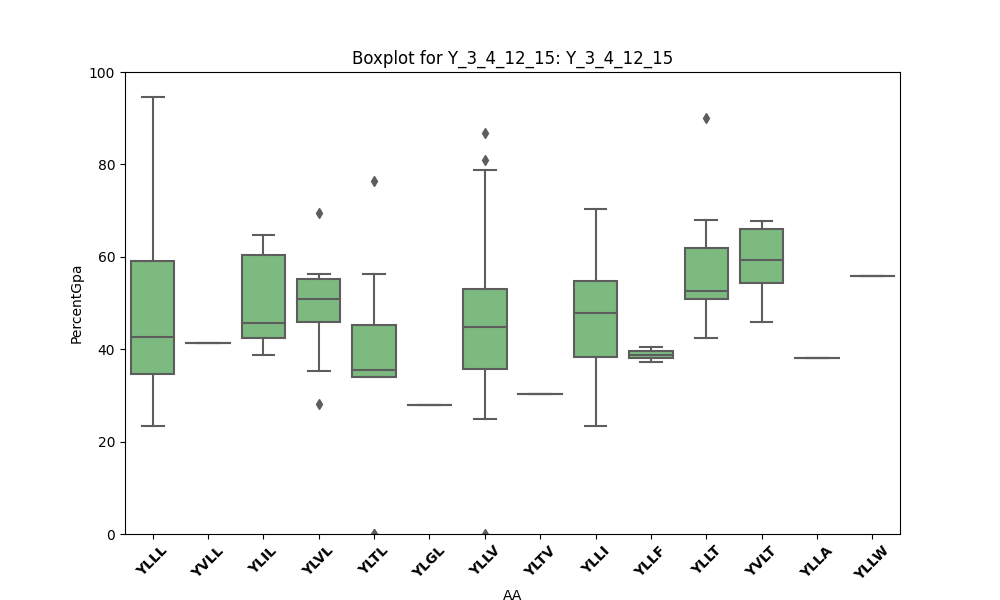 Boxplot for Y_3_4_12_15: Y_3_4_12_15
100
80
60
40
20
0
PercentGpa
YLLL YVLL YLIL YLVL YLTL YLGL YLLV YLTV YLLI YLLF YLLT YVLT YLLA YLLW
AA